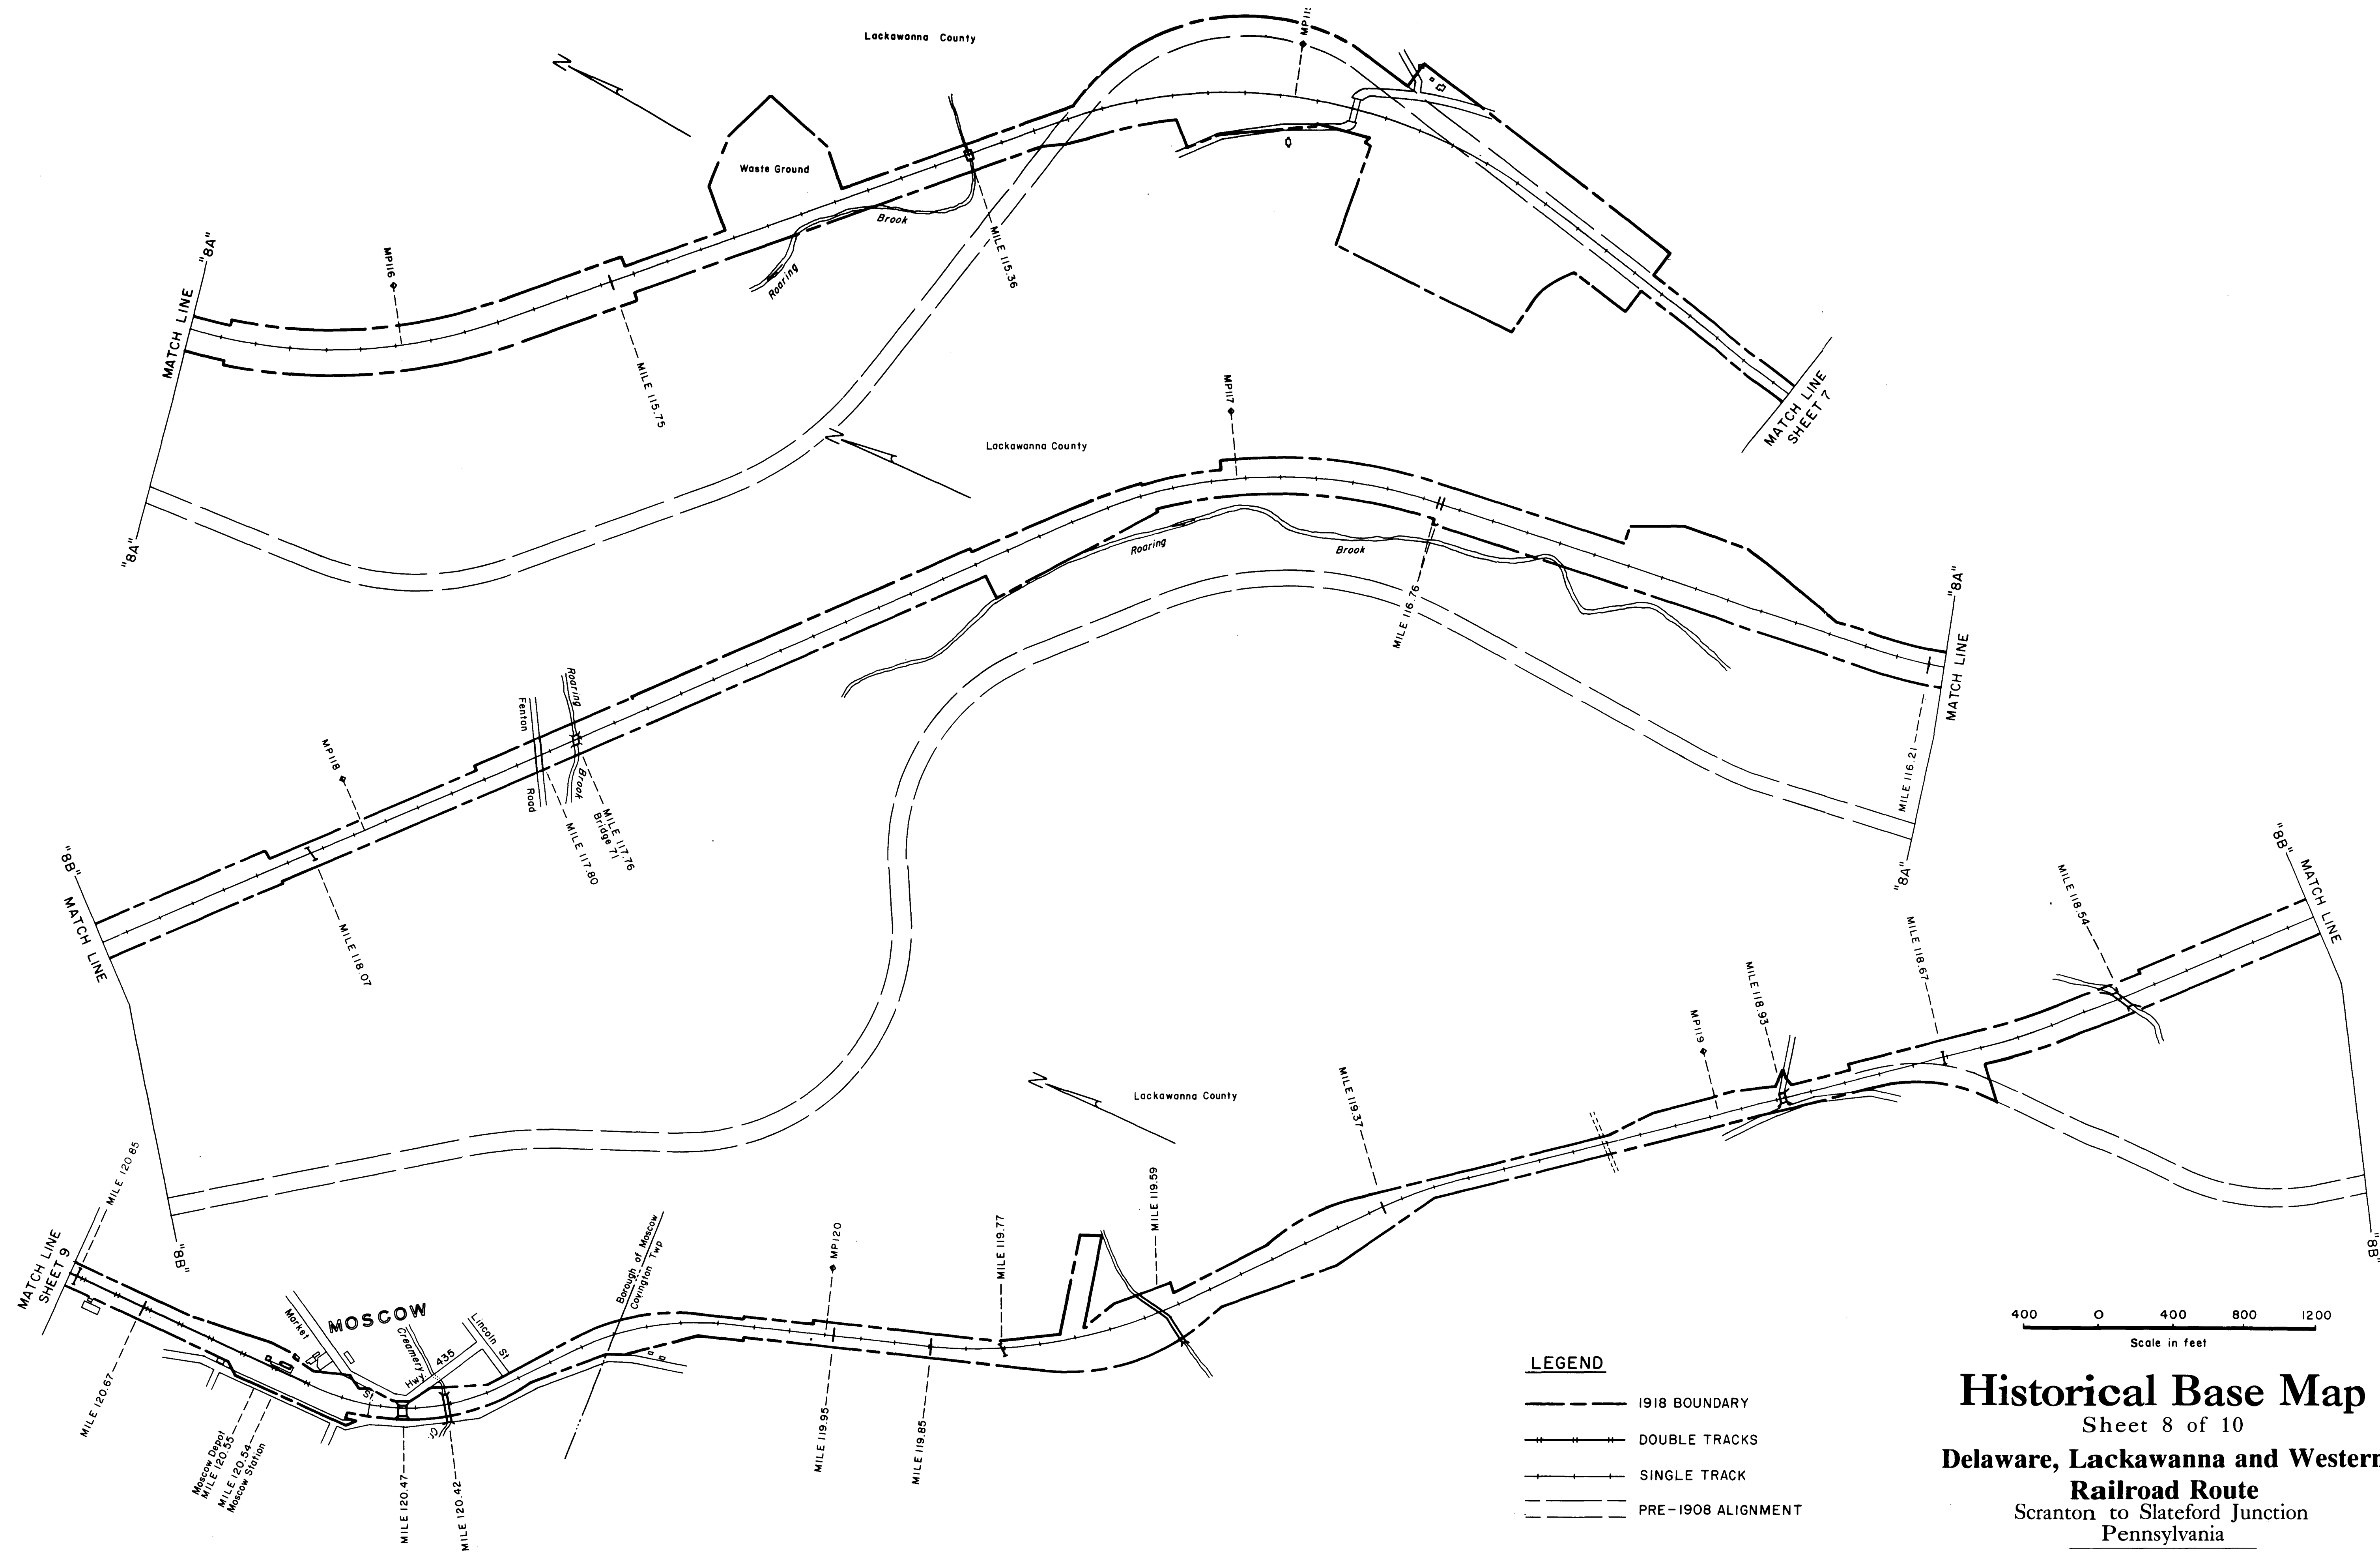 Lackawanna County
N
MP115
Waste Ground
Brook
Roaring
MILE 115.36
"8A"
MATCH LINE
MP116
MILE 115.75
"8A"
MATCH LINE
SHEET 7
N
Lackawanna County
MP117
Roaring
Brook
MILE 116.76
"8A"
MATCH LINE
MILE 116.21
"8A"
Roaring
Brook
Fenton
Road
MILE 117.76
Bridge 71
MILE 117.80
MP118
MILE 118.07
"8B"
MATCH LINE
"8B"
"8B"
MATCH LINE
MILE 118.54
MILE 118.67
MILE 118.93
MP119
"8B"
N
Lackawanna County
MILE 119.37
MILE 119.59
MILE 119.77
MP120
MILE 119.95
MILE 119.85
Borough of Moscow
Covington Twp
MILE 120.85
MATCH LINE
SHEET 9
MOSCOW
Market
St
Creamery
Cr.
Hwy. 435
Lincoln St
MILE 120.67
Moscow Depot
MILE 120.55
MILE 120.54
Moscow Station
MILE 120.47
MILE 120.42
LEGEND
1918 BOUNDARY
DOUBLE TRACKS
SINGLE TRACK
PRE-1908 ALIGNMENT
400 0 400 800 1200
Scale in feet
Historical Base Map
Sheet 8 of 10
Delaware, Lackawanna and Western
Railroad Route
Scranton to Slateford Junction
Pennsylvania